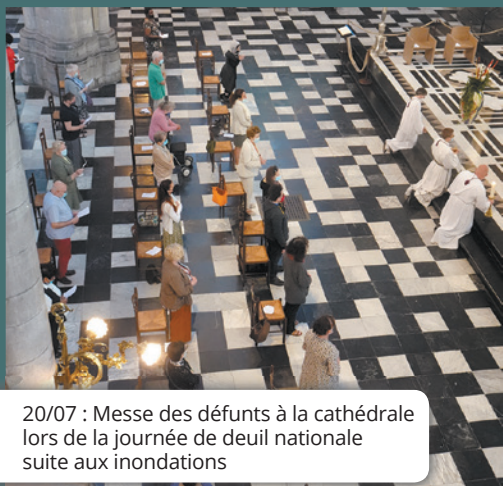 20/07 : Messe des défunts à la cathédrale
lors de la journée de deuil nationale
suite aux inondations